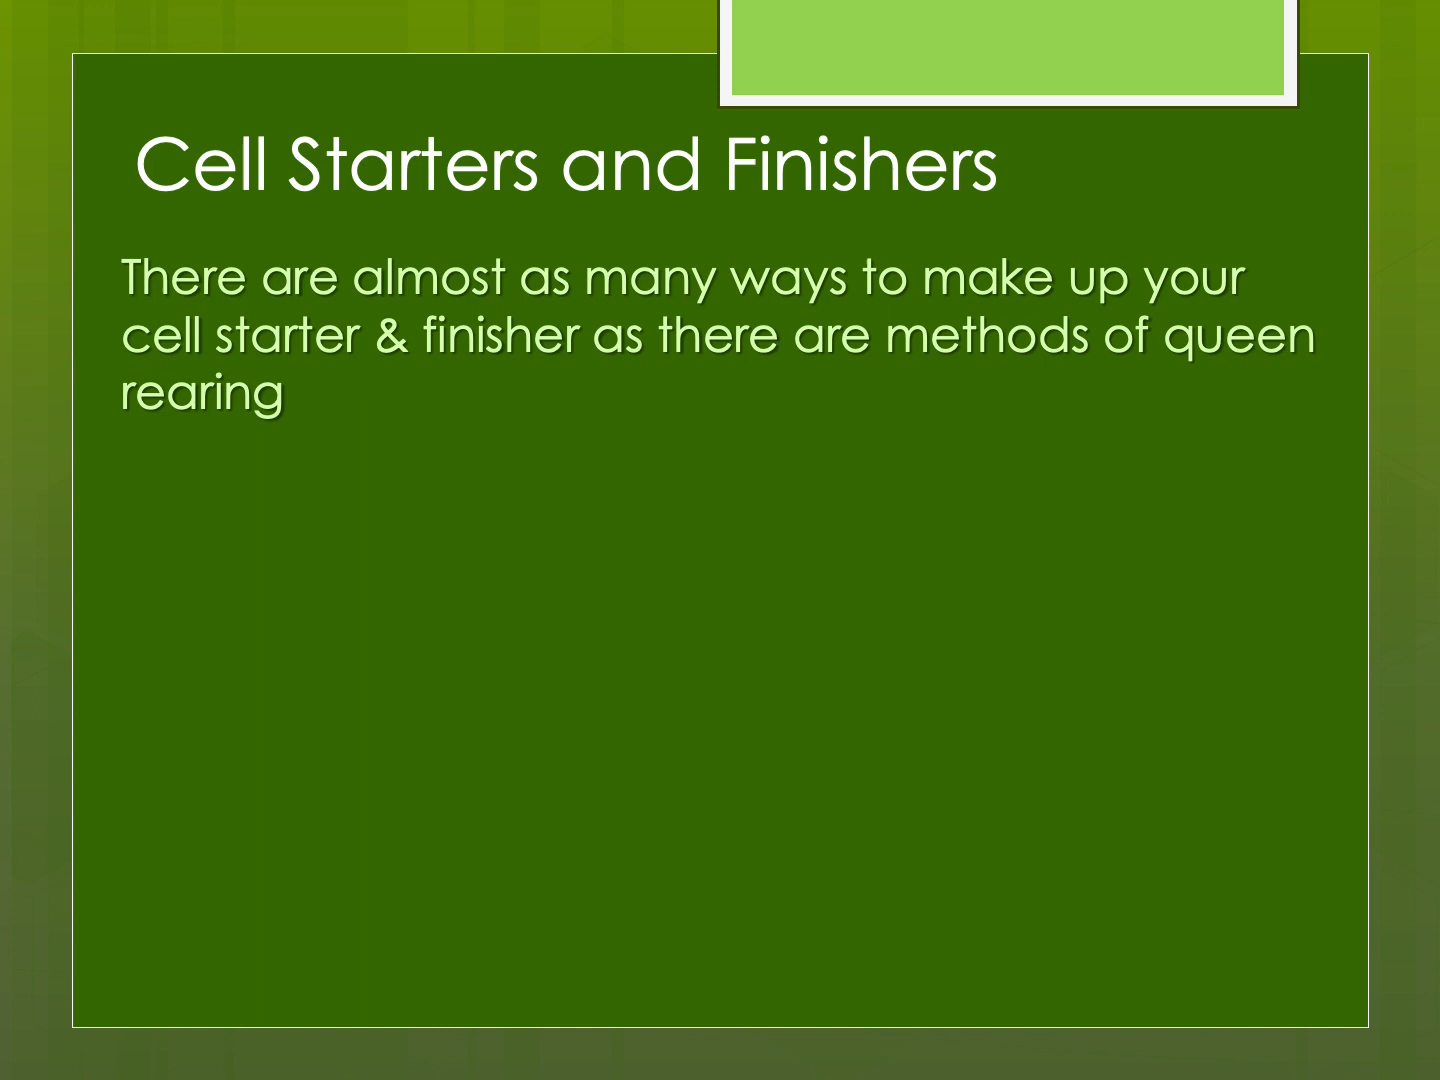 Cell Starters and Finishers
There are almost as many ways to make up your
cell starter & finisher as there are methods of queen
rearing